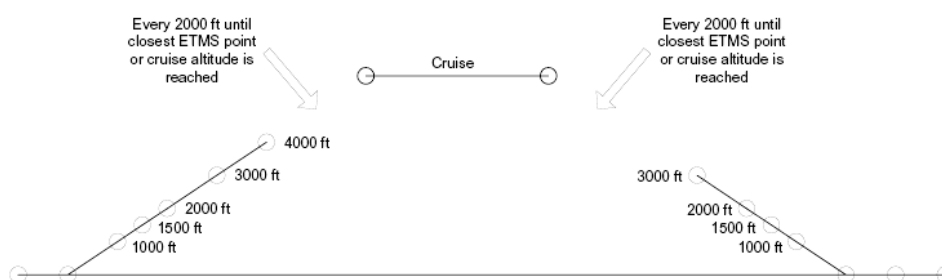 Every 2000 ft until
closest ETMS point
or cruise altitude is
reached
Every 2000 ft until
closest ETMS point
or cruise altitude is
reached
Cruise
4000 ft
3000 ft
2000 ft
1500 ft
1000 ft
3000 ft
2000 ft
1500 ft
1000 ft